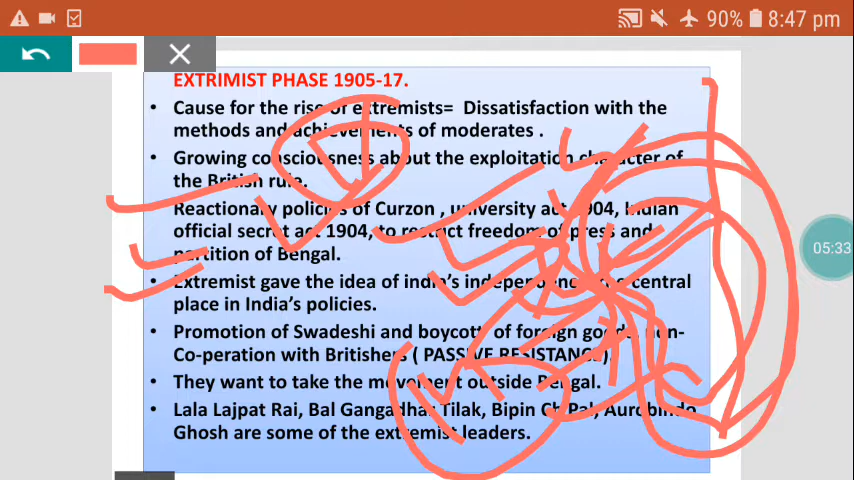 90% 8:47 pm
EXTRIMIST PHASE 1905-17.
• Cause for the rise of extremists= Dissatisfaction with the
methods and achievements of moderates .
• Growing consciousness about the exploitation character of
the British rule.
Reactionary policies of Curzon , university act 1904, Indian
official secret act 1904, to restrict freedom of press and
partition of Bengal.
05:33
• Extremist gave the idea of india's independence the central
place in India's policies.
• Promotion of Swadeshi and boycott of foreign goods, non-
Co-peration with Britishers ( PASSIVE RESISTANCE).
• They want to take the movement outside Bengal.
• Lala Lajpat Rai, Bal Gangadhar Tilak, Bipin Ch Pal, Aurobindo
Ghosh are some of the extremist leaders.